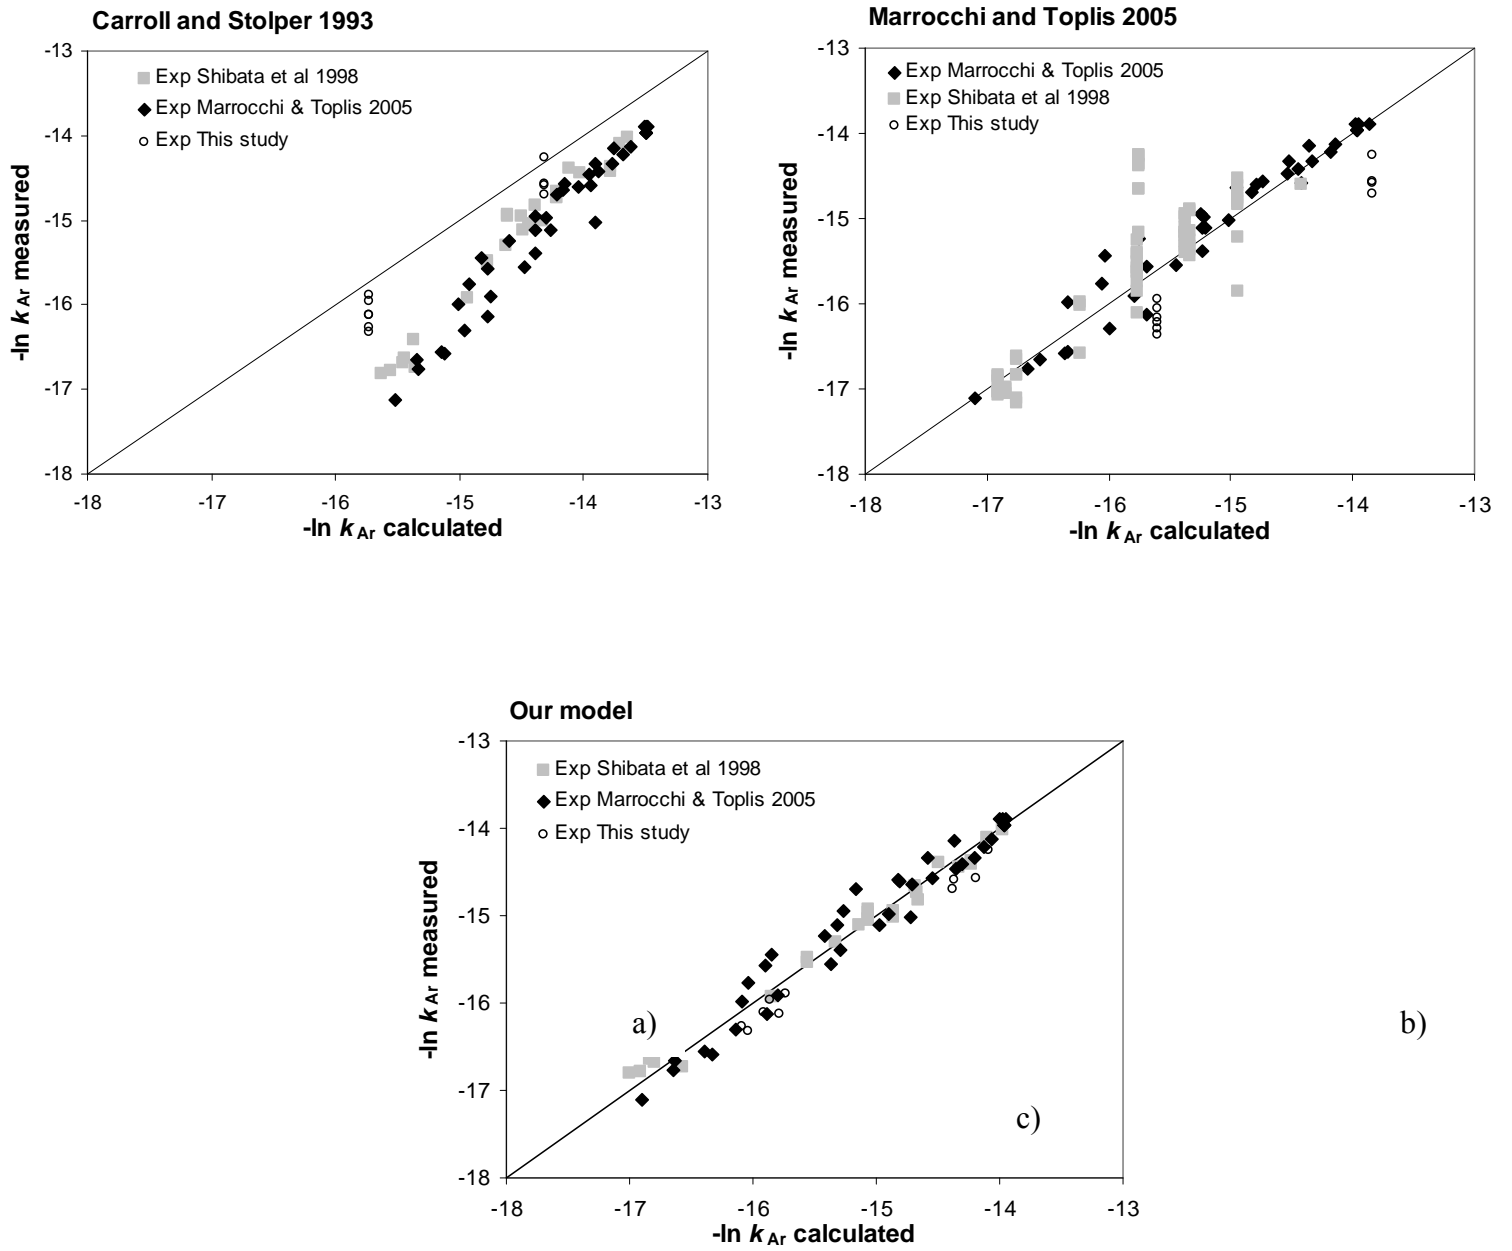 Carroll and Stolper 1993
-13
-14
-15
-16
-17
-18
-ln kAr measured
Exp Shibata et al 1998
Exp Marrocchi & Toplis 2005
Exp This study
-18 -17 -16 -15 -14 -13
-ln kAr calculated
Marrocchi and Toplis 2005
-13
-14
-15
-16
-17
-18
-ln kAr measured
Exp Marrocchi & Toplis 2005
Exp Shibata et al 1998
Exp This study
-18 -17 -16 -15 -14 -13
-ln kAr calculated
Our model
-13
-14
-15
-16
-17
-18
-ln kAr measured
Exp Shibata et al 1998
Exp Marrocchi & Toplis 2005
Exp This study
a)
b)
c)
-18 -17 -16 -15 -14 -13
-ln kAr calculated